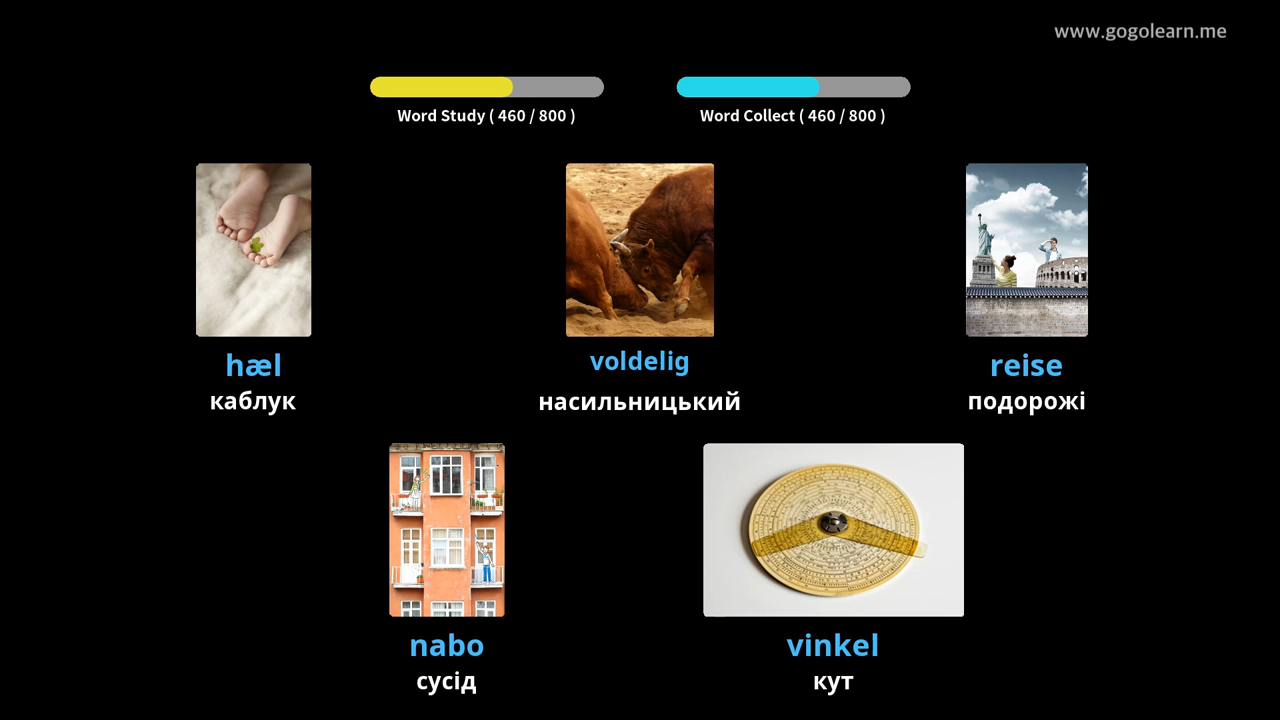 www.gogolearn.me
Word Study ( 460 / 800 )
Word Collect ( 460 / 800 )
hæl
каблук
voldelig
насильницький
reise
подорожі
nabo
сусід
vinkel
кут